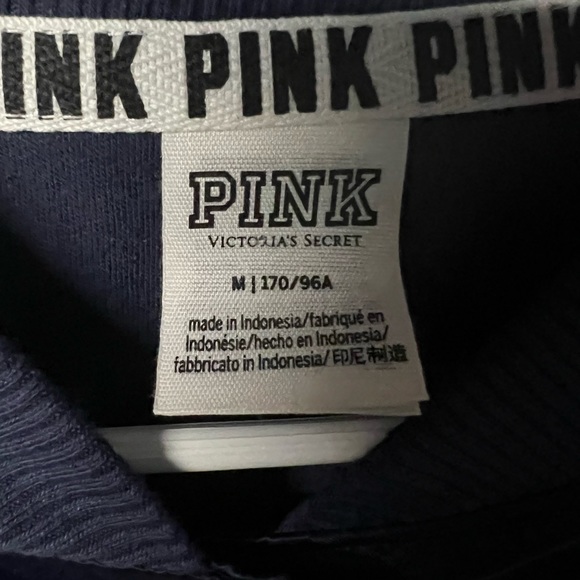 INK PINK PINK
PINK
VICTORIA'S SECRET
M | 170/96A
made in Indonesia/fabriqué en
Indonésie/hecho en Indonesia/
fabbricato in Indonesia/ 印尼制造